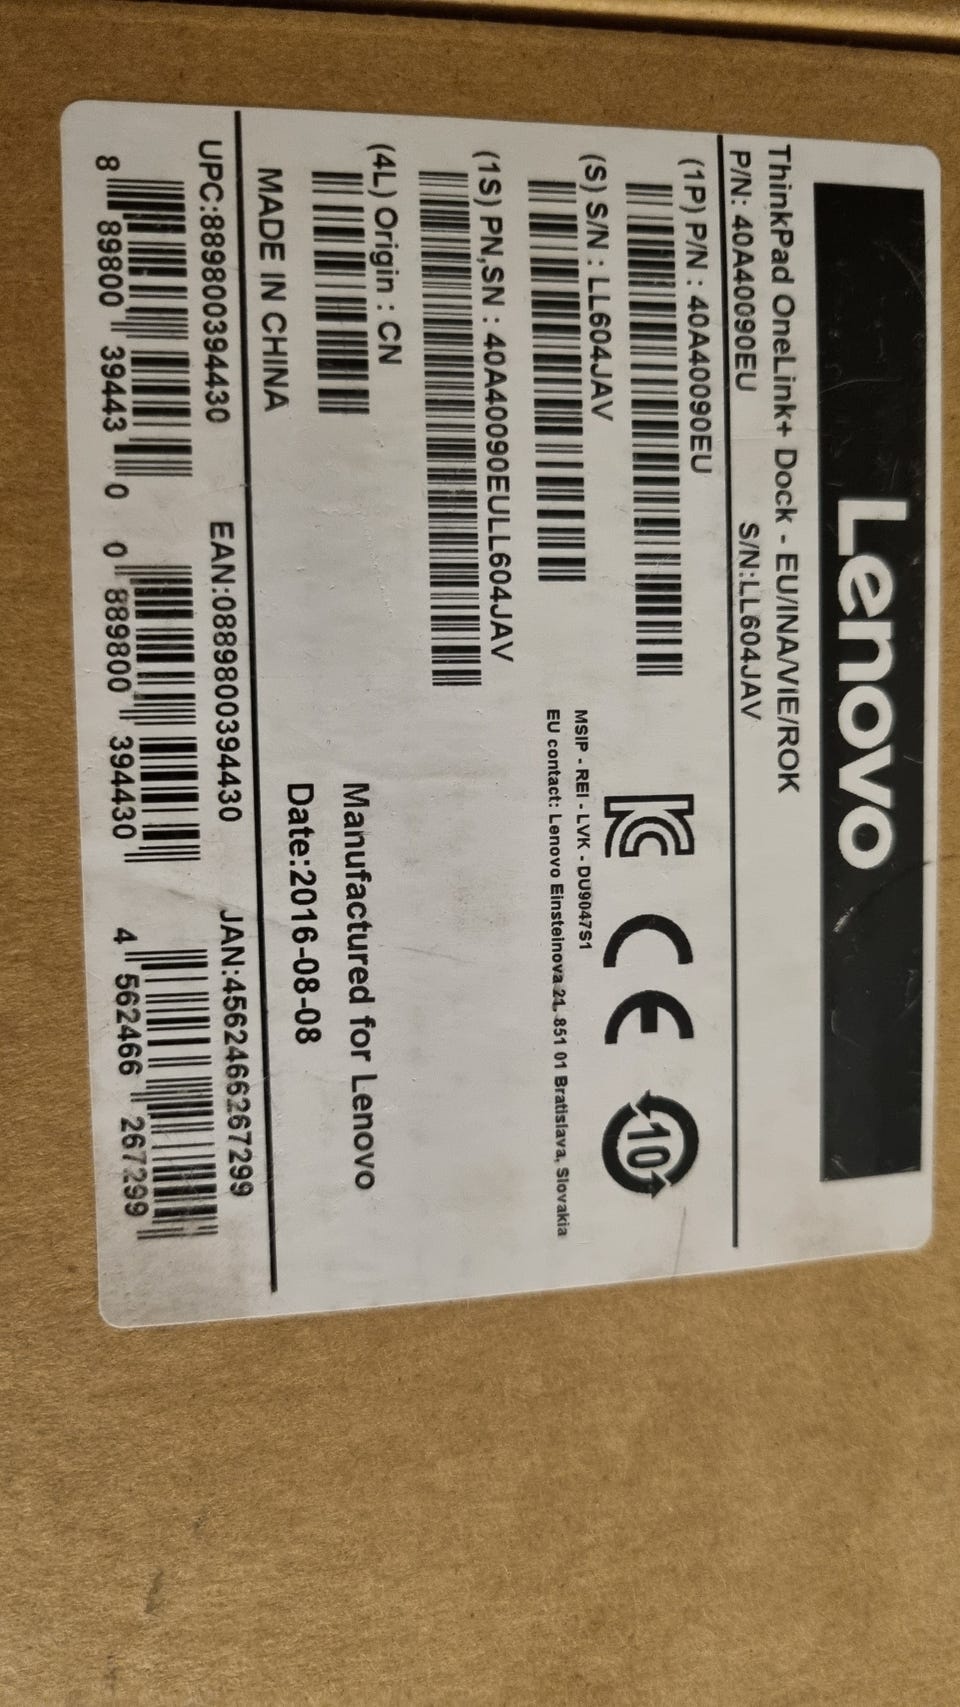 Lenovo
ThinkPad OneLink+ Dock - EU/INA/VIE/ROK
P/N: 40A40090EU S/N:LL604JAV
(1P) P/N : 40A40090EU
(S) S/N : LL604JAV
(1S) PN,SN : 40A40090EULL604JAV
(4L) Origin : CN
MADE IN CHINA
CE
10
MSIP - REI - LVK - DU9047S1
EU contact: Lenovo Einsteinova 21, 851 01 Bratislava, Slovakia
Manufactured for Lenovo
Date:2016-08-08
UPC:889800394430 EAN:0889800394430 JAN:4562466267299
8 89800 39443 0 0 889800 394430 4 562466 267299